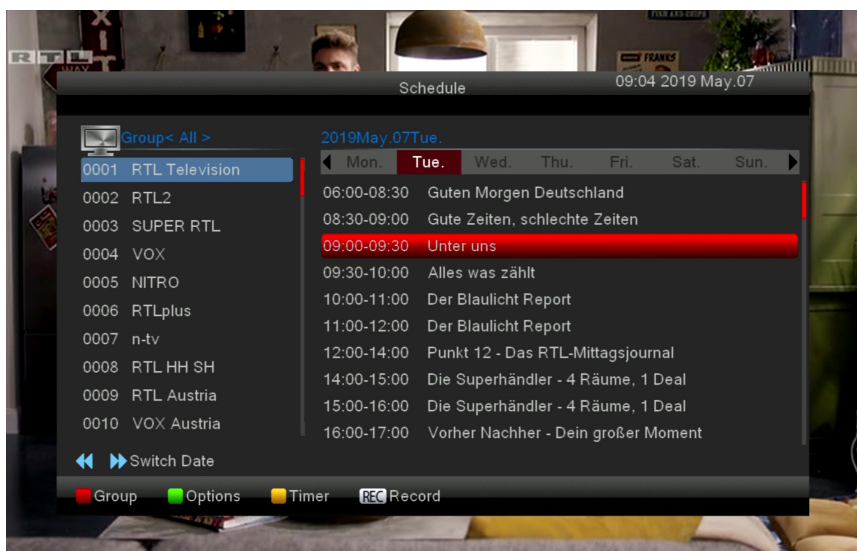 FISH AND CHIPS
RTL
WAY
FRANKS
Schedule
09:04 2019 May.07
Group< All >
2019May.07Tue.
Mon. Tue. Wed. Thu. Fri. Sat. Sun.
0001 RTL Television
0002 RTL2
0003 SUPER RTL
0004 VOX
0005 NITRO
0006 RTLplus
0007 n-tv
0008 RTL HH SH
0009 RTL Austria
0010 VOX Austria
06:00-08:30 Guten Morgen Deutschland
08:30-09:00 Gute Zeiten, schlechte Zeiten
09:00-09:30 Unter uns
09:30-10:00 Alles was zählt
10:00-11:00 Der Blaulicht Report
11:00-12:00 Der Blaulicht Report
12:00-14:00 Punkt 12 - Das RTL-Mittagsjournal
14:00-15:00 Die Superhändler - 4 Räume, 1 Deal
15:00-16:00 Die Superhändler - 4 Räume, 1 Deal
16:00-17:00 Vorher Nachher - Dein großer Moment
Switch Date
Group Options Timer REC Record